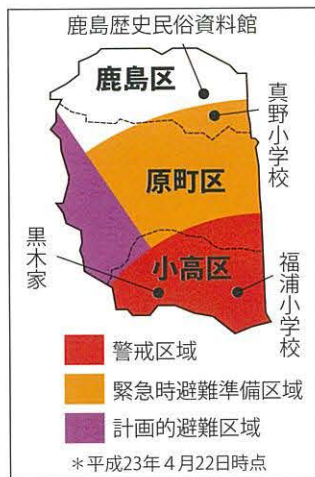 鹿島歴史民俗資料館
鹿島区
真野小学校
原町区
黒木家
小高区
福浦小学校
警戒区域
緊急時避難準備区域
計画的避難区域
*平成23年4月22日時点